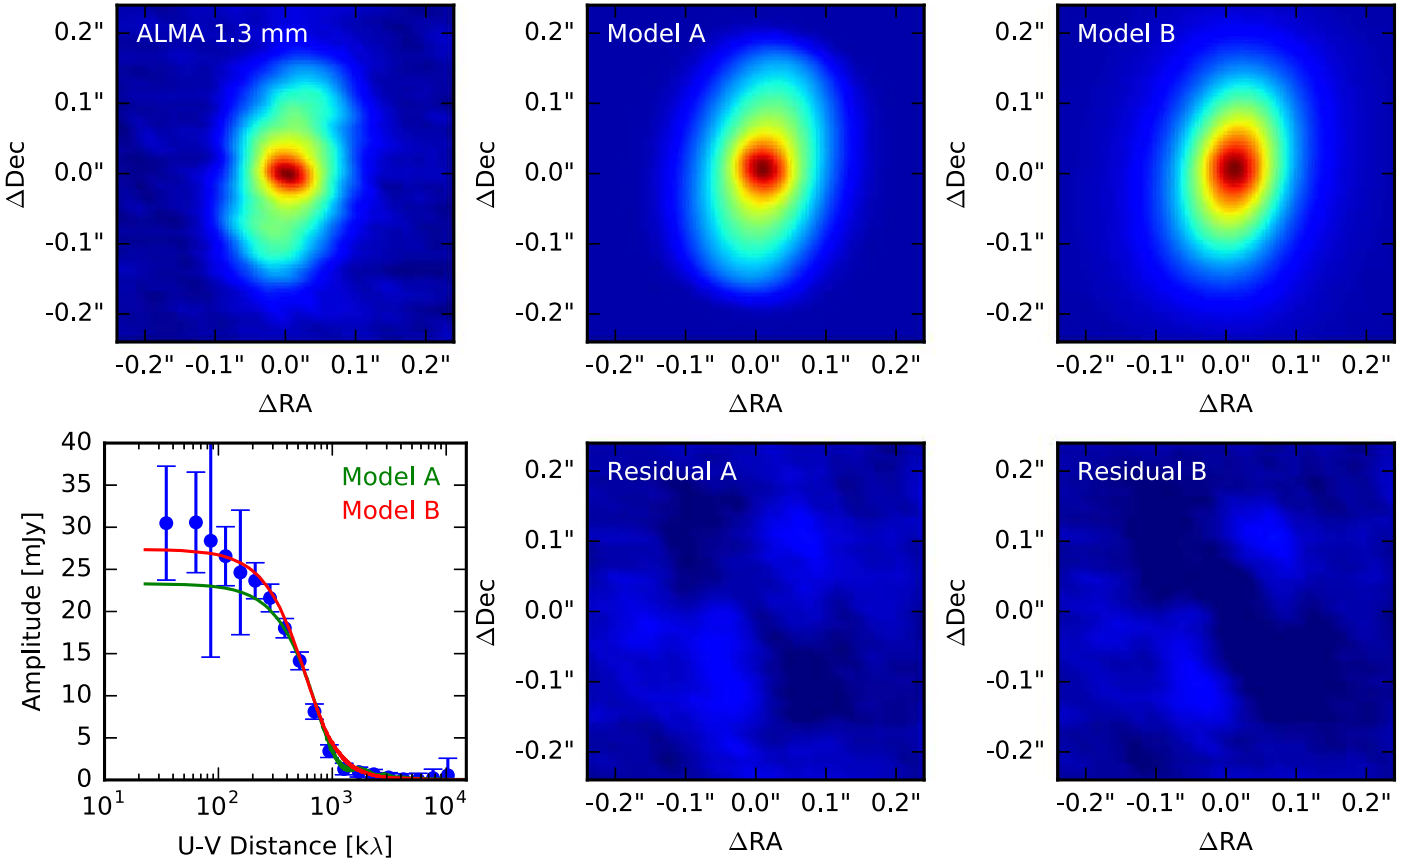 ALMA 1.3 mm
0.2"
0.1"
0.0"
-0.1"
-0.2"
ΔDec
-0.2" -0.1" 0.0" 0.1" 0.2"
ΔRA
Model A
0.2"
0.1"
0.0"
-0.1"
-0.2"
ΔDec
-0.2" -0.1" 0.0" 0.1" 0.2"
ΔRA
Model B
0.2"
0.1"
0.0"
-0.1"
-0.2"
ΔDec
-0.2" -0.1" 0.0" 0.1" 0.2"
ΔRA
Model A
Model B
40
35
30
25
20
15
10
5
0
Amplitude [mJy]
10¹ 10² 10³ 10⁴
U-V Distance [kλ]
Residual A
0.2"
0.1"
0.0"
-0.1"
-0.2"
ΔDec
-0.2" -0.1" 0.0" 0.1" 0.2"
ΔRA
Residual B
0.2"
0.1"
0.0"
-0.1"
-0.2"
ΔDec
-0.2" -0.1" 0.0" 0.1" 0.2"
ΔRA